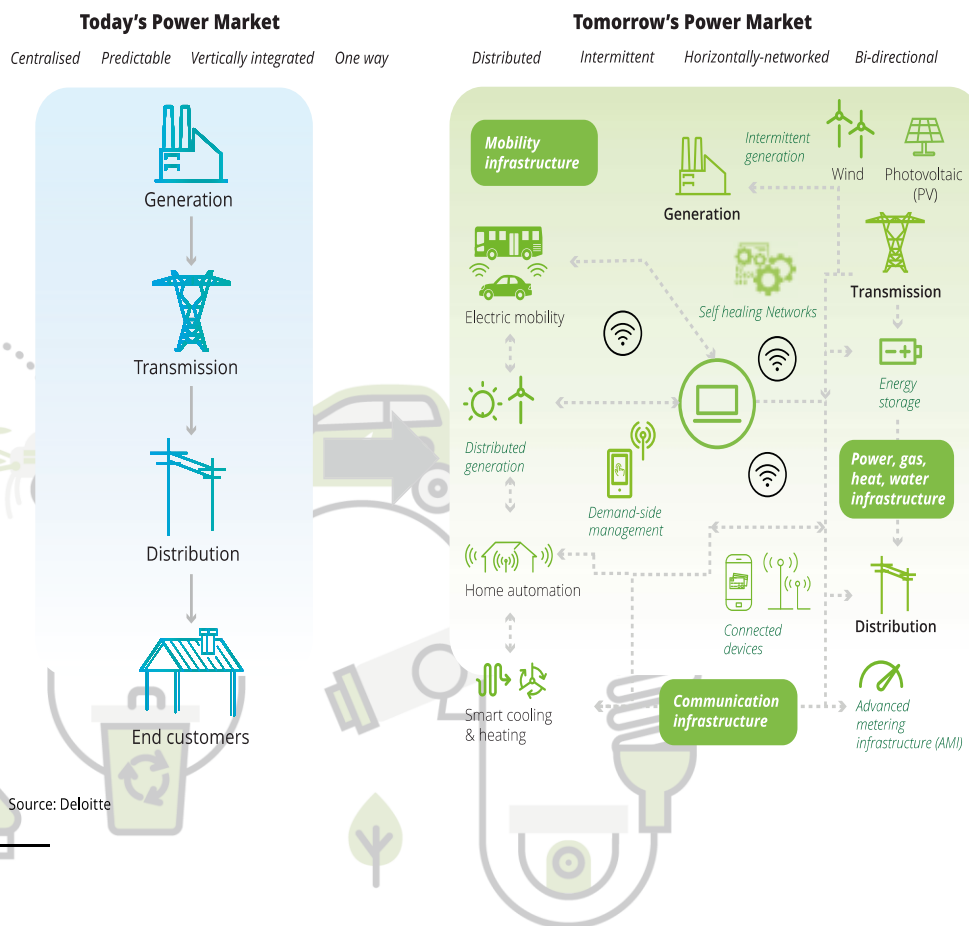 Today's Power Market
Centralised Predictable Vertically integrated One way
Generation
Transmission
Distribution
End customers
Source: Deloitte
Tomorrow's Power Market
Distributed Intermittent Horizontally-networked Bi-directional
Mobility
infrastructure
Intermittent
generation
Wind
Photovoltaic
(PV)
Generation
Electric mobility
Self healing Networks
Transmission
Energy
storage
Distributed
generation
Demand-side
management
Power, gas,
heat, water
infrastructure
Home automation
Connected
devices
Distribution
Smart cooling
& heating
Communication
infrastructure
Advanced
metering
infrastructure (AMI)